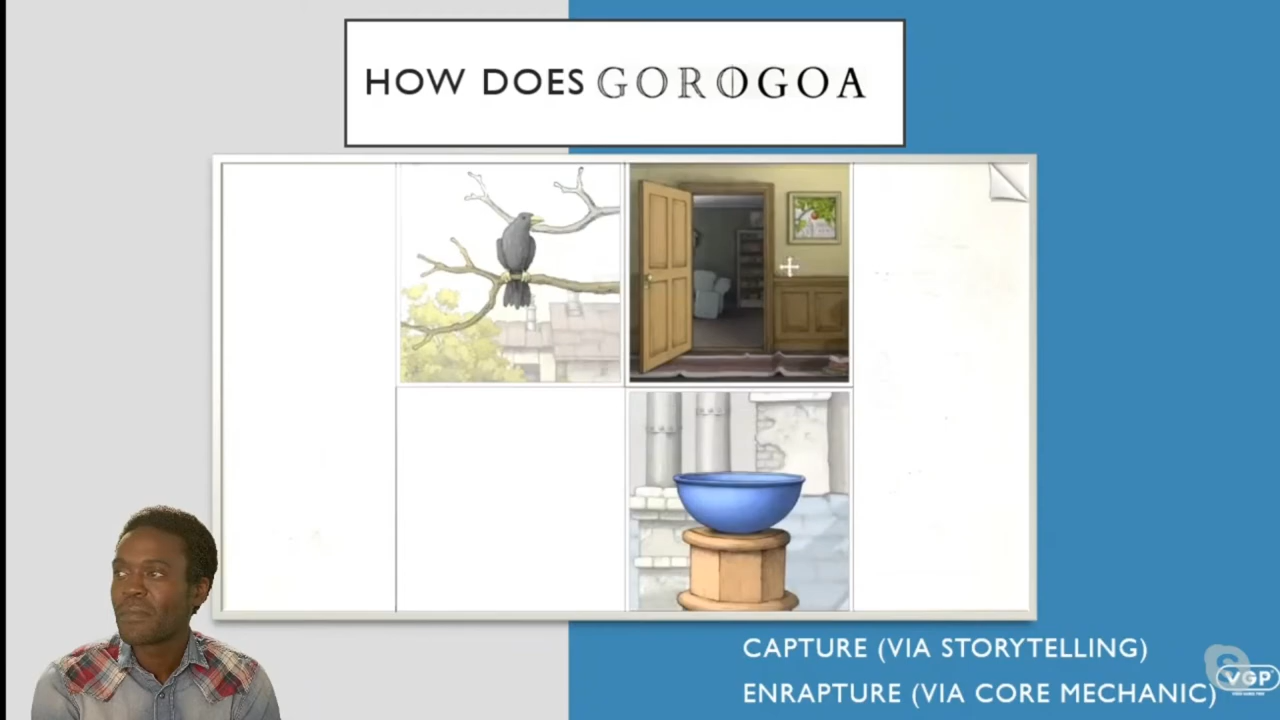 HOW DOES GOROGOA
CAPTURE (VIA STORYTELLING)
ENRAPTURE (VIA CORE MECHANIC)
VGP